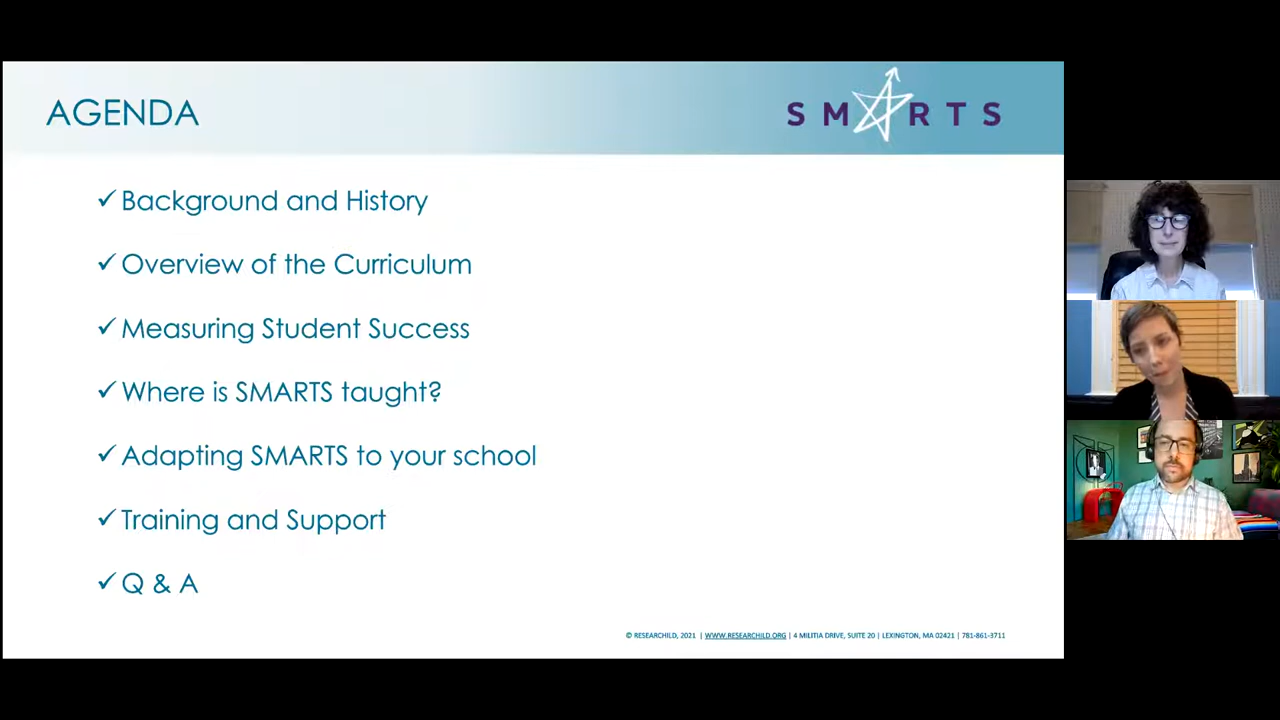 AGENDA
SMARTS
✓ Background and History
✓ Overview of the Curriculum
✓ Measuring Student Success
✓ Where is SMARTS taught?
✓ Adapting SMARTS to your school
✓ Training and Support
✓ Q & A
© RESEARCHILD, 2021 | WWW.RESEARCHILD.ORG | 4 MILITIA DRIVE, SUITE 20 | LEXINGTON, MA 02421 | 781-861-3711